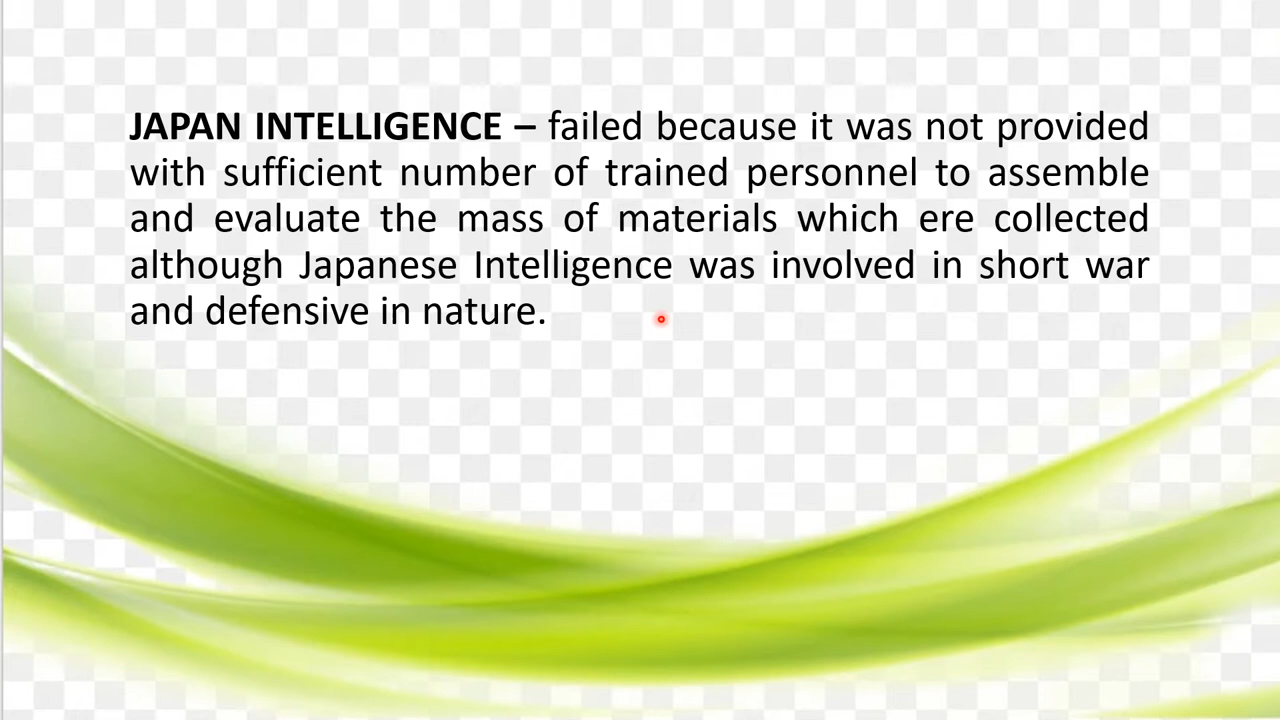 JAPAN INTELLIGENCE – failed because it was not provided
with sufficient number of trained personnel to assemble
and evaluate the mass of materials which ere collected
although Japanese Intelligence was involved in short war
and defensive in nature.